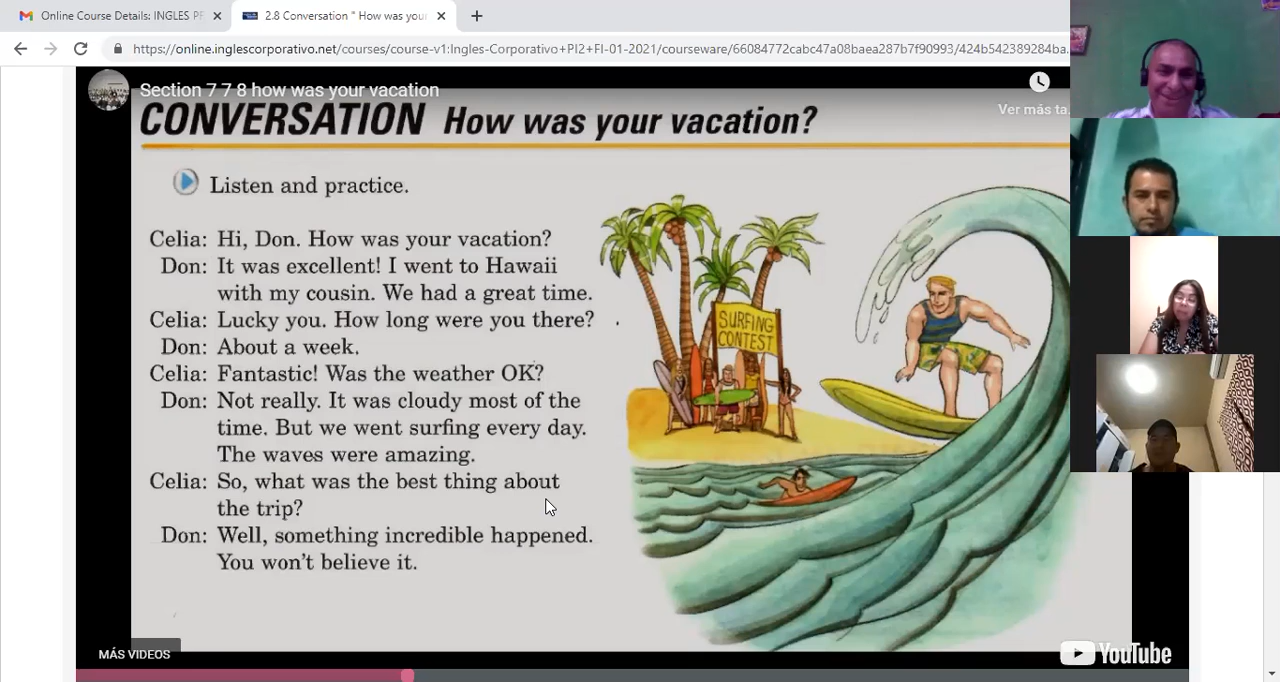 Online Course Details: INGLES PF
2.8 Conversation " How was your
https://online.inglescorporativo.net/courses/course-v1:Ingles-Corporativo+PI2+FI-01-2021/courseware/66084772cabc47a08baea287b7f90993/424b542389284ba...
Section 7 7 8 how was your vacation
Ver más ta...
CONVERSATION How was your vacation?
Listen and practice.
Celia: Hi, Don. How was your vacation?
Don: It was excellent! I went to Hawaii
with my cousin. We had a great time.
Celia: Lucky you. How long were you there?
Don: About a week.
Celia: Fantastic! Was the weather OK?
Don: Not really. It was cloudy most of the
time. But we went surfing every day.
The waves were amazing.
Celia: So, what was the best thing about
the trip?
Don: Well, something incredible happened.
You won't believe it.
SURFING
CONTEST
MÁS VIDEOS
YouTube